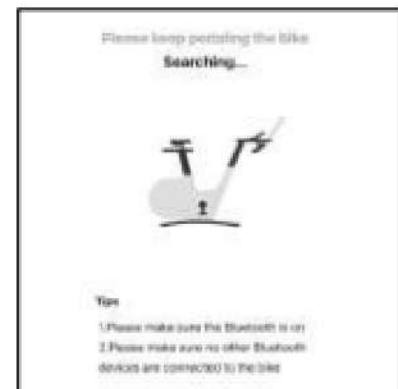 Please keep pedaling the bike
Searching...
Tips
1.Please make sure the Bluetooth is on
2.Please make sure no other Bluetooth
devices are connected to the bike